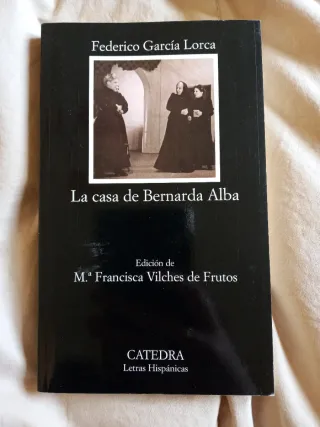 Federico García Lorca
La casa de Bernarda Alba
Edición de
M.ª Francisca Vilches de Frutos
CATEDRA
Letras Hispánicas